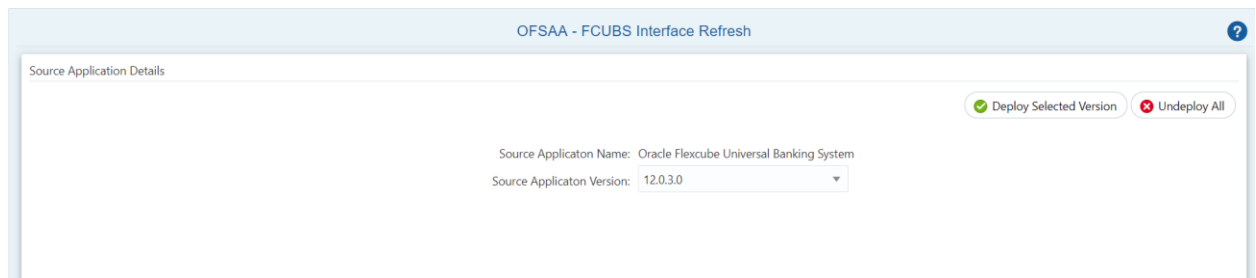 OFSAA - FCUBS Interface Refresh
?
Source Application Details
Deploy Selected Version Undeploy All
Source Applicaton Name: Oracle Flexcube Universal Banking System
Source Applicaton Version: 12.0.3.0